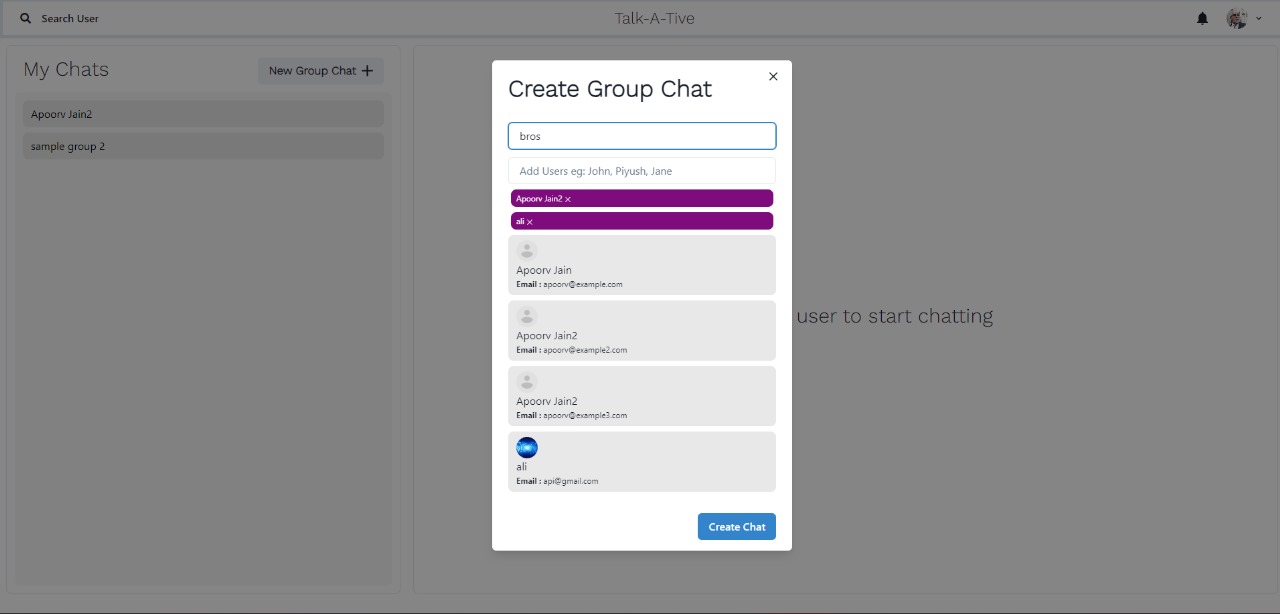 Search User
Talk-A-Tive
My Chats
New Group Chat
Apoorv Jain2
sample group 2
user to start chatting
Create Group Chat
bros
Add Users eg: John, Piyush, Jane
Apoorv Jain2
ali
Apoorv Jain
Email : apoorv@example.com
Apoorv Jain2
Email : apoorv@example2.com
Apoorv Jain2
Email : apoorv@example3.com
ali
Email : api@gmail.com
Create Chat